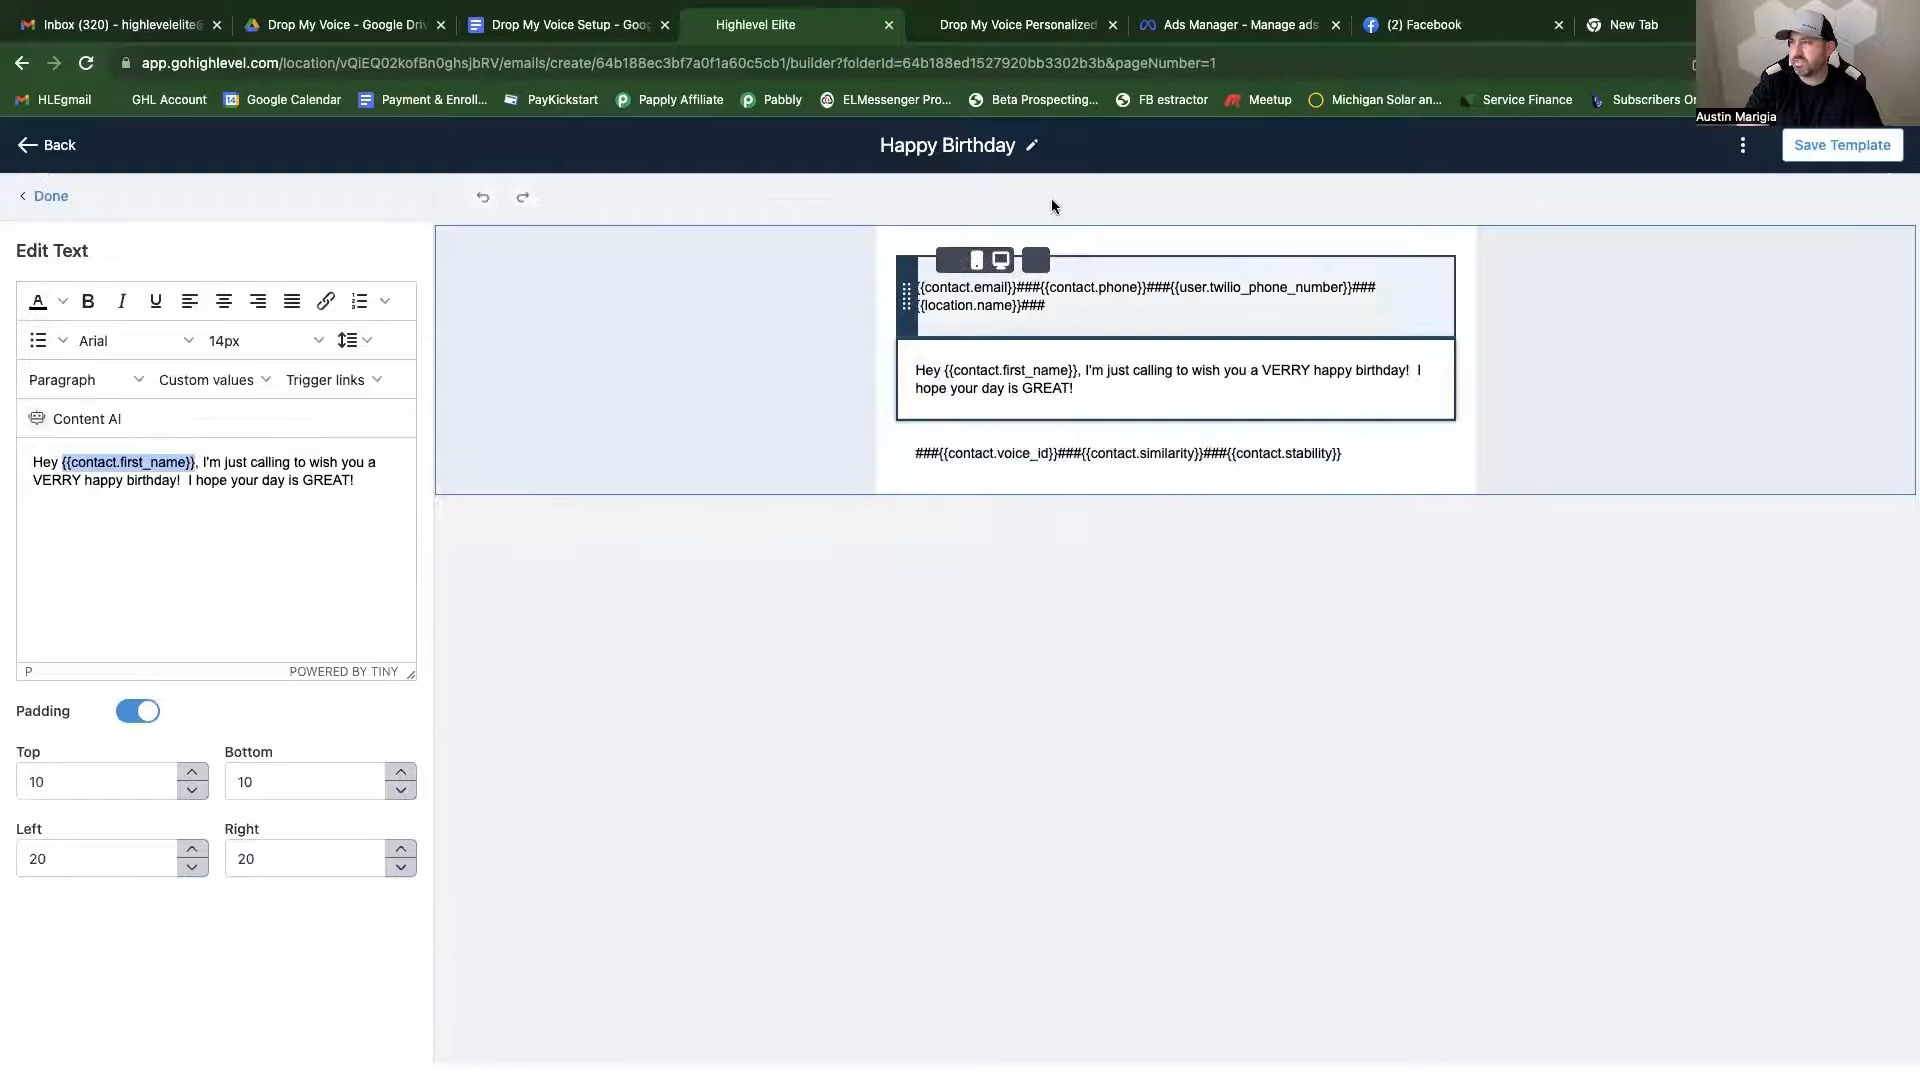 Inbox (320) - highlevelelite@
Drop My Voice - Google Driv
Drop My Voice Setup - Goog
Highlevel Elite
Drop My Voice Personalized
Ads Manager - Manage ads
(2) Facebook
New Tab
app.gohighlevel.com/location/vQiEQ02kofBn0ghsjbRV/emails/create/64b188ec3bf7a0f1a60c5cb1/builder?folderId=64b188ed1527920bb3302b3b&pageNumber=1
HLEgmail
GHL Account
Google Calendar
Payment & Enroll...
PayKickstart
Papply Affiliate
Pabbly
ELMessenger Pro...
Beta Prospecting,...
FB estractor
Meetup
Michigan Solar an...
Service Finance
Subscribers Or
Austin Marigia
Back
Happy Birthday
Save Template
Done
Edit Text
Arial
14px
Paragraph
Custom values
Trigger links
Content AI
Hey {{contact.first_name}}, I'm just calling to wish you a
VERRY happy birthday!  I hope your day is GREAT!
P
POWERED BY TINY
Padding
Top
Bottom
10
10
Left
Right
20
20
{{contact.email}}###{{contact.phone}}###{{user.twilio_phone_number}}###
{{location.name}}###
Hey {{contact.first_name}}, I'm just calling to wish you a VERRY happy birthday!  I
hope your day is GREAT!
###{{contact.voice_id}}###{{contact.similarity}}###{{contact.stability}}